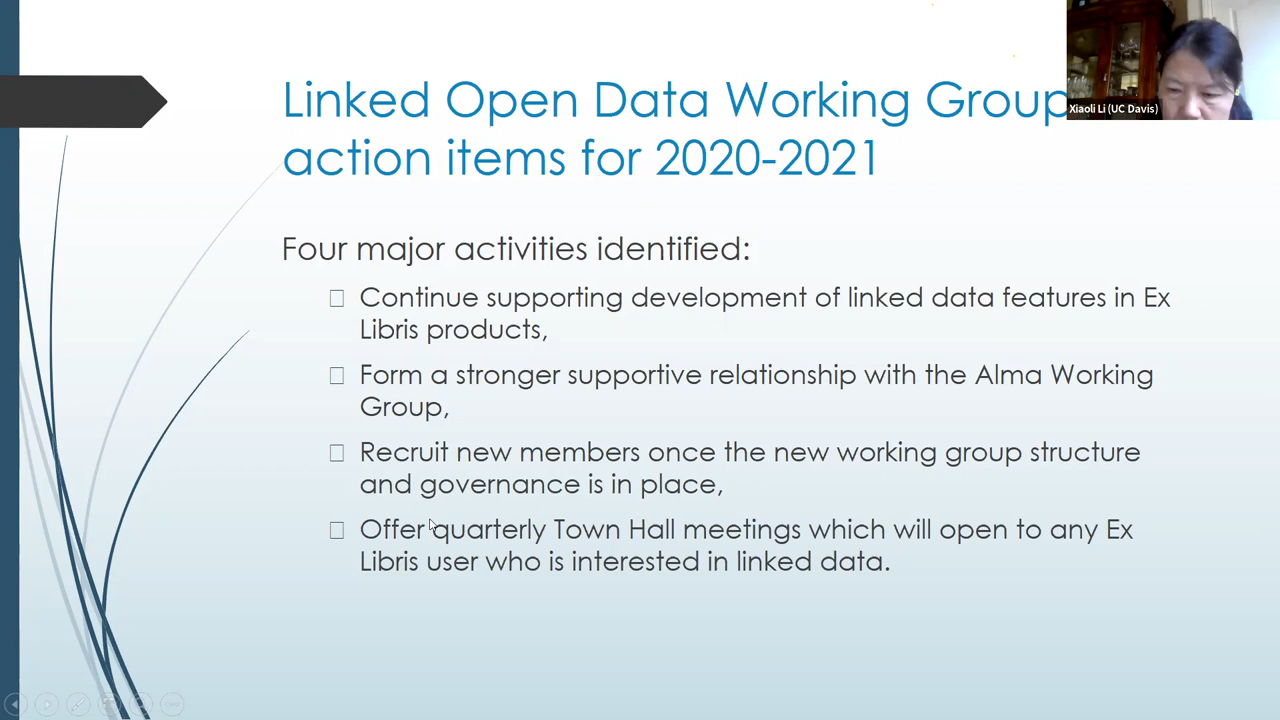 Linked Open Data Working Group
action items for 2020-2021
Xiaoli Li (UC Davis)
Four major activities identified:
Continue supporting development of linked data features in Ex
Libris products,
Form a stronger supportive relationship with the Alma Working
Group,
Recruit new members once the new working group structure
and governance is in place,
Offer quarterly Town Hall meetings which will open to any Ex
Libris user who is interested in linked data.